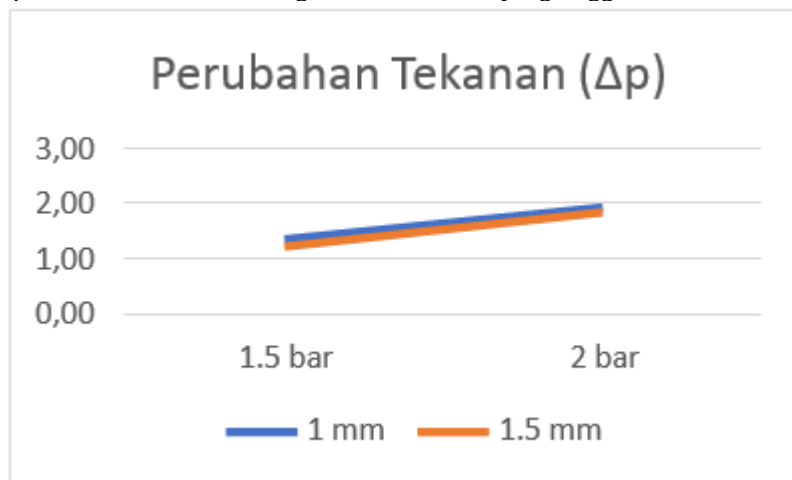 Perubahan Tekanan (Δp)
3,00
2,00
1,00
0,00
1.5 bar 2 bar
1 mm 1.5 mm